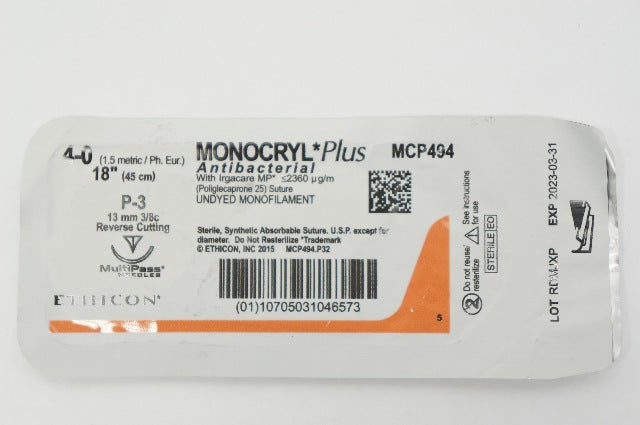 4-0 (1.5 metric / Ph. Eur.)
18" (45 cm)
P-3
13 mm 3/8c
Reverse Cutting
MultiPass*
NEEDLES
ETHICON*
MONOCRYL* Plus
Antibacterial
With Irgacare MP* ≤2360 µg/m
(Poliglecaprone 25) Suture
UNDYED MONOFILAMENT
MCP494
Sterile, Synthetic Absorbable Suture. U.S.P. except for
diameter. Do Not Resterilize *Trademark
© ETHICON, INC 2015 MCP494.P32
(01)10705031046573
Do not reuse/
resterilize
See instructions
for use
STERILE EO
5
LOT EXP 2023-03-31